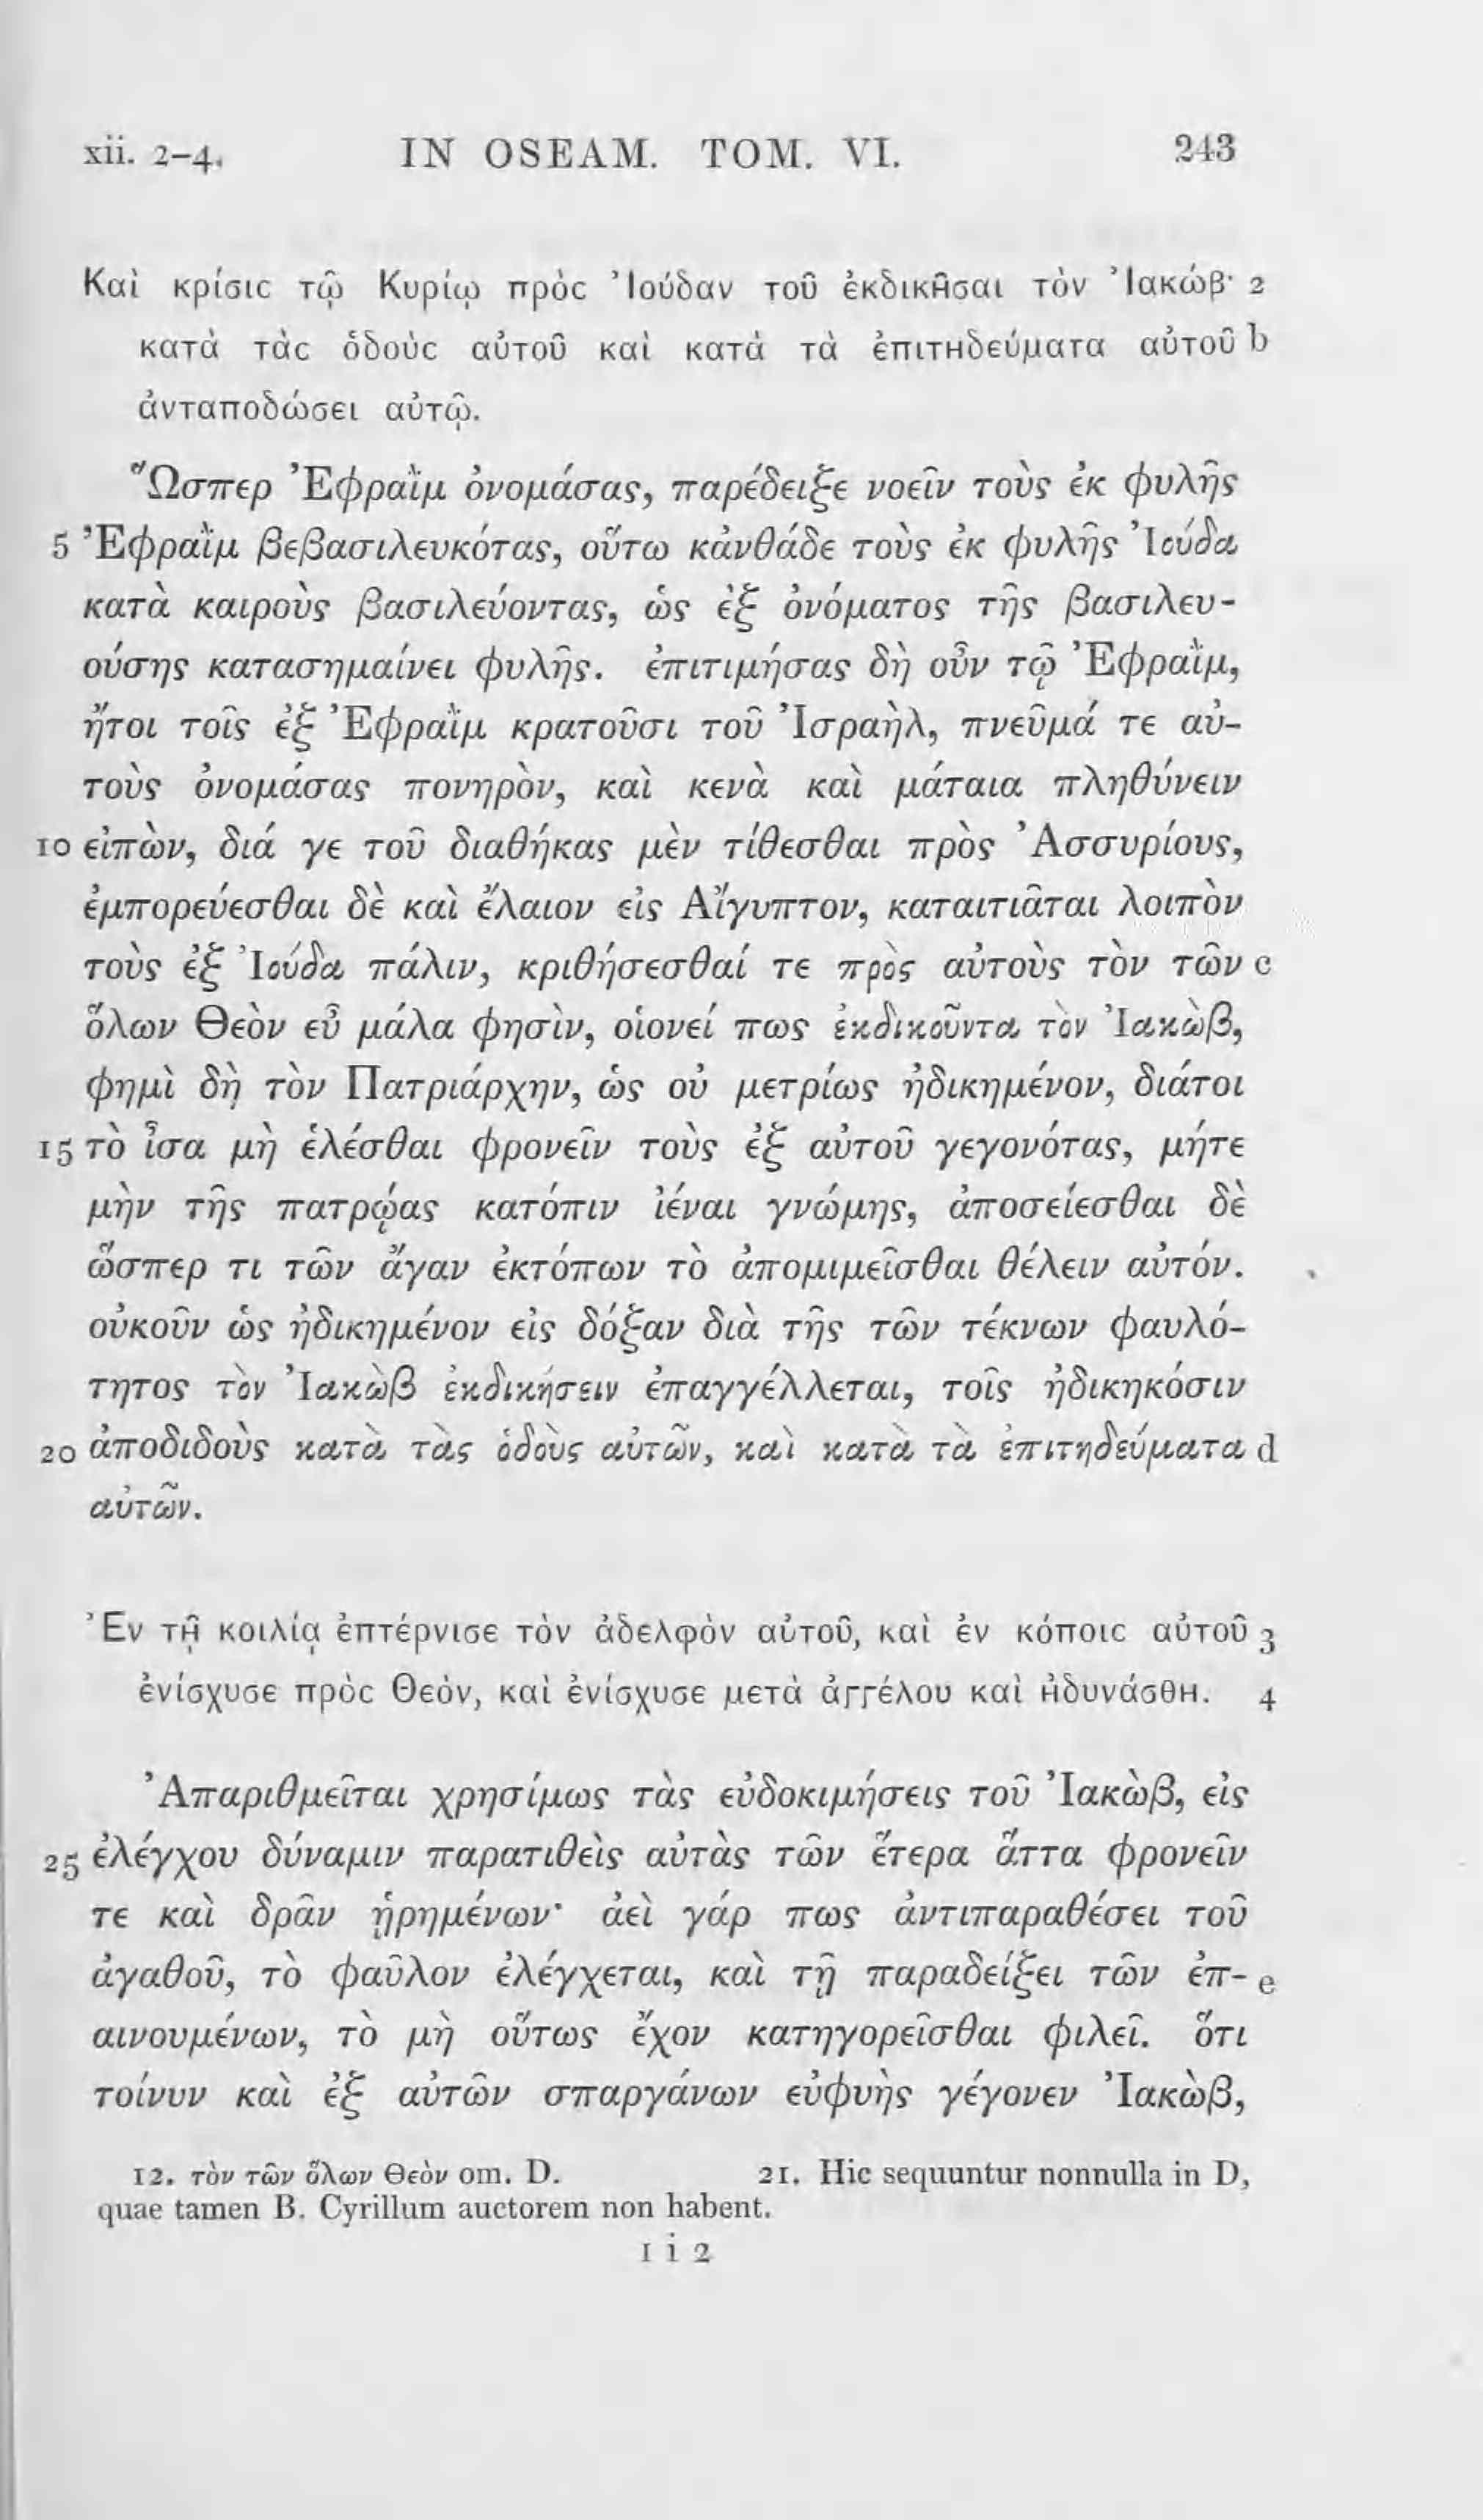 xii. 2-4. IN OSEAM. TOM. VI. 243
Καὶ κρίσις τῷ Κυρίῳ πρὸς Ἰούδαν τοῦ ἐκδικῆσαι τὸν Ἰακώβ· 2
κατὰ τὰς ὁδοὺς αὐτοῦ καὶ κατὰ τὰ ἐπιτηδεύματα αὐτοῦ b
ἀνταποδώσει αὐτῷ.
Ὥσπερ Ἐφραῒμ ὀνομάσας, παρέδειξε νοεῖν τοὺς ἐκ φυλῆς
5 Ἐφραῒμ βεβασιλευκότας, οὕτω κἀνθάδε τοὺς ἐκ φυλῆς Ἰούδα
κατὰ καιροὺς βασιλεύοντας, ὡς ἐξ ὀνόματος τῆς βασιλευ-
ούσης κατασημαίνει φυλῆς. ἐπιτιμήσας δὴ οὖν τῷ Ἐφραῒμ,
ἤτοι τοῖς ἐξ Ἐφραῒμ κρατοῦσι τοῦ Ἰσραὴλ, πνεῦμά τε αὐ-
τοὺς ὀνομάσας πονηρὸν, καὶ κενὰ καὶ μάταια πληθύνειν
10 εἰπὼν, διά γε τοῦ διαθήκας μὲν τίθεσθαι πρὸς Ἀσσυρίους,
ἐμπορεύεσθαι δὲ καὶ ἔλαιον εἰς Αἴγυπτον, καταιτιᾶται λοιπὸν
τοὺς ἐξ Ἰούδα πάλιν, κριθήσεσθαί τε πρὸς αὐτοὺς τὸν τῶν c
ὅλων Θεὸν εὖ μάλα φησὶν, οἱονεί πως ἐκδικοῦντα τὸν Ἰακὼβ,
φημὶ δὴ τὸν Πατριάρχην, ὡς οὐ μετρίως ἠδικημένον, διάτοι
15 τὸ ἶσα μὴ ἑλέσθαι φρονεῖν τοὺς ἐξ αὐτοῦ γεγονότας, μήτε
μὴν τῆς πατρῴας κατόπιν ἰέναι γνώμης, ἀποσείεσθαι δὲ
ὥσπερ τι τῶν ἄγαν ἐκτόπων τὸ ἀπομιμεῖσθαι θέλειν αὐτόν.
οὐκοῦν ὡς ἠδικημένον εἰς δόξαν διὰ τῆς τῶν τέκνων φαυλό-
τητος τὸν Ἰακὼβ ἐκδικήσειν ἐπαγγέλλεται, τοῖς ἠδικηκόσιν
20 ἀποδιδοὺς κατὰ τὰς ὁδοὺς αὐτῶν, καὶ κατὰ τὰ ἐπιτηδεύματα d
αὐτῶν.
Ἐν τῇ κοιλίᾳ ἐπτέρνισε τὸν ἀδελφὸν αὐτοῦ, καὶ ἐν κόποις αὐτοῦ 3
ἐνίσχυσε πρὸς Θεὸν, καὶ ἐνίσχυσε μετὰ ἀγγέλου καὶ ἠδυνάσθη. 4
Ἀπαριθμεῖται χρησίμως τὰς εὐδοκιμήσεις τοῦ Ἰακὼβ, εἰς
25 ἐλέγχου δύναμιν παρατιθεὶς αὐτὰς τῶν ἕτερα ἅττα φρονεῖν
τε καὶ δρᾶν ᾑρημένων· ἀεὶ γάρ πως ἀντιπαραθέσει τοῦ
ἀγαθοῦ, τὸ φαῦλον ἐλέγχεται, καὶ τῇ παραδείξει τῶν ἐπ- e
αινουμένων, τὸ μὴ οὕτως ἔχον κατηγορεῖσθαι φιλεῖ. ὅτι
τοίνυν καὶ ἐξ αὐτῶν σπαργάνων εὐφυὴς γέγονεν Ἰακὼβ,
12. τὸν τῶν ὅλων Θεὸν om. D. 21. Hic sequuntur nonnulla in D,
quae tamen B. Cyrillum auctorem non habent.
I i 2